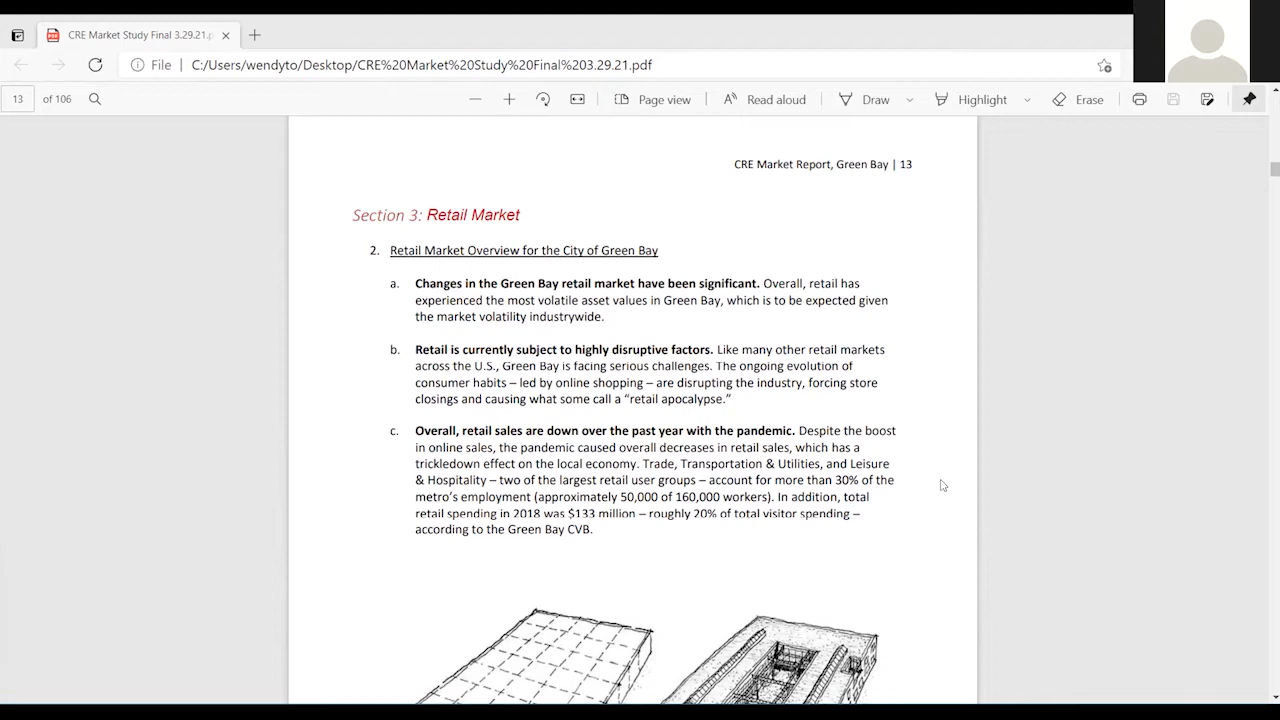 CRE Market Study Final 3.29.21.p
File | C:/Users/wendyto/Desktop/CRE%20Market%20Study%20Final%203.29.21.pdf
13 of 106 Page view Read aloud Draw Highlight Erase
CRE Market Report, Green Bay | 13
Section 3: Retail Market
2. Retail Market Overview for the City of Green Bay
a. Changes in the Green Bay retail market have been significant. Overall, retail has
experienced the most volatile asset values in Green Bay, which is to be expected given
the market volatility industrywide.
b. Retail is currently subject to highly disruptive factors. Like many other retail markets
across the U.S., Green Bay is facing serious challenges. The ongoing evolution of
consumer habits – led by online shopping – are disrupting the industry, forcing store
closings and causing what some call a “retail apocalypse.”
c. Overall, retail sales are down over the past year with the pandemic. Despite the boost
in online sales, the pandemic caused overall decreases in retail sales, which has a
trickledown effect on the local economy. Trade, Transportation & Utilities, and Leisure
& Hospitality – two of the largest retail user groups – account for more than 30% of the
metro’s employment (approximately 50,000 of 160,000 workers). In addition, total
retail spending in 2018 was $133 million – roughly 20% of total visitor spending –
according to the Green Bay CVB.